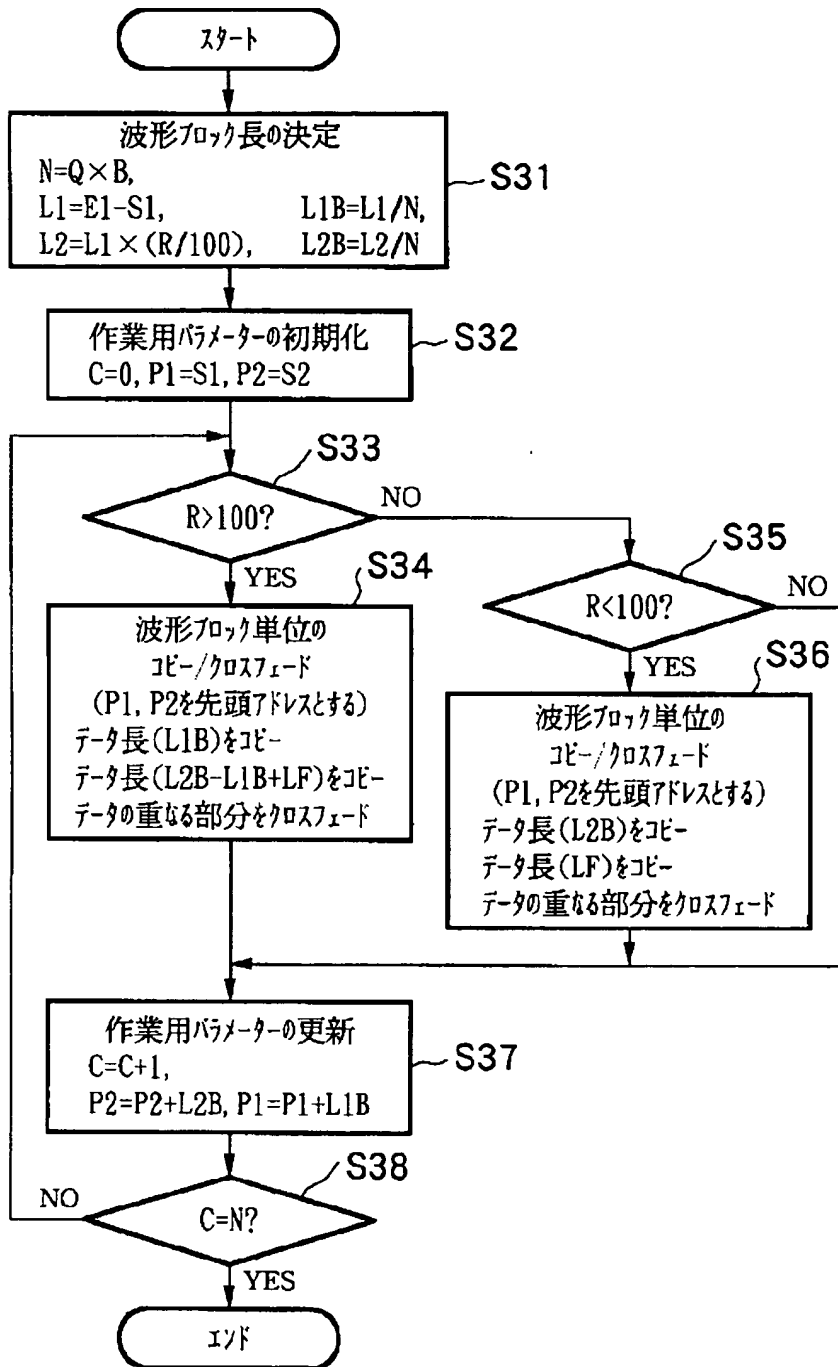 スタート
波形ブロック長の決定
N=Q×B,
L1=E1-S1, L1B=L1/N,
L2=L1×(R/100), L2B=L2/N
S31
作業用パラメーターの初期化
C=0, P1=S1, P2=S2
S32
S33
R>100?
NO
YES
S34
波形ブロック単位の
コピー/クロスフェード
(P1, P2を先頭アドレスとする)
データ長(L1B)をコピー
データ長(L2B-L1B+LF)をコピー
データの重なる部分をクロスフェード
S35
R<100?
NO
YES
S36
波形ブロック単位の
コピー/クロスフェード
(P1, P2を先頭アドレスとする)
データ長(L2B)をコピー
データ長(LF)をコピー
データの重なる部分をクロスフェード
作業用パラメーターの更新
C=C+1,
P2=P2+L2B, P1=P1+L1B
S37
S38
NO
C=N?
YES
エンド